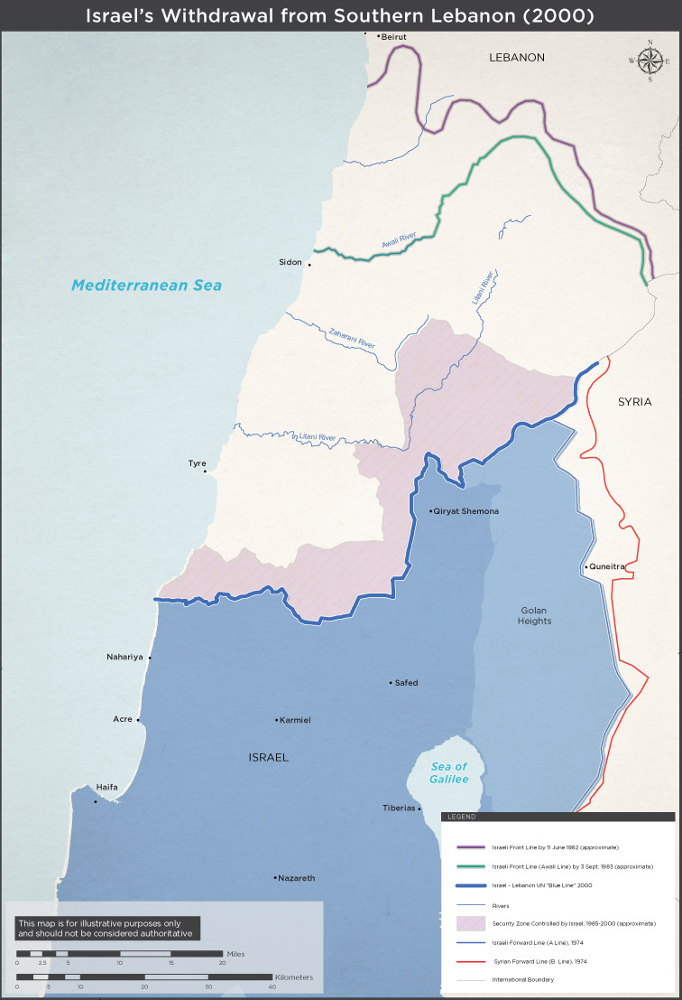 Israel's Withdrawal from Southern Lebanon (2000)
Beirut
LEBANON
N
W E
S
Awali River
Sidon
Mediterranean Sea
Litani River
Zaharani River
SYRIA
Litani River
Tyre
Qiryat Shemona
Quneitra
Golan
Heights
Nahariya
Safed
Acre
Karmiel
ISRAEL
Sea of
Galilee
Haifa
Tiberias
Nazareth
LEGEND
Israeli Front Line by 11 June 1982 (approximate)
Israeli Front Line (Awali Line) by 3 Sept. 1983 (approximate)
Israel - Lebanon UN "Blue Line" 2000
Rivers
Security Zone Controlled by Israel, 1985-2000 (approximate)
Israeli Forward Line (A Line), 1974
Syrian Forward Line (B Line), 1974
International Boundary
This map is for illustrative purposes only
and should not be considered authoritative
Miles
0 2.5 5 10 15 20
Kilometers
0 5 10 20 30 40